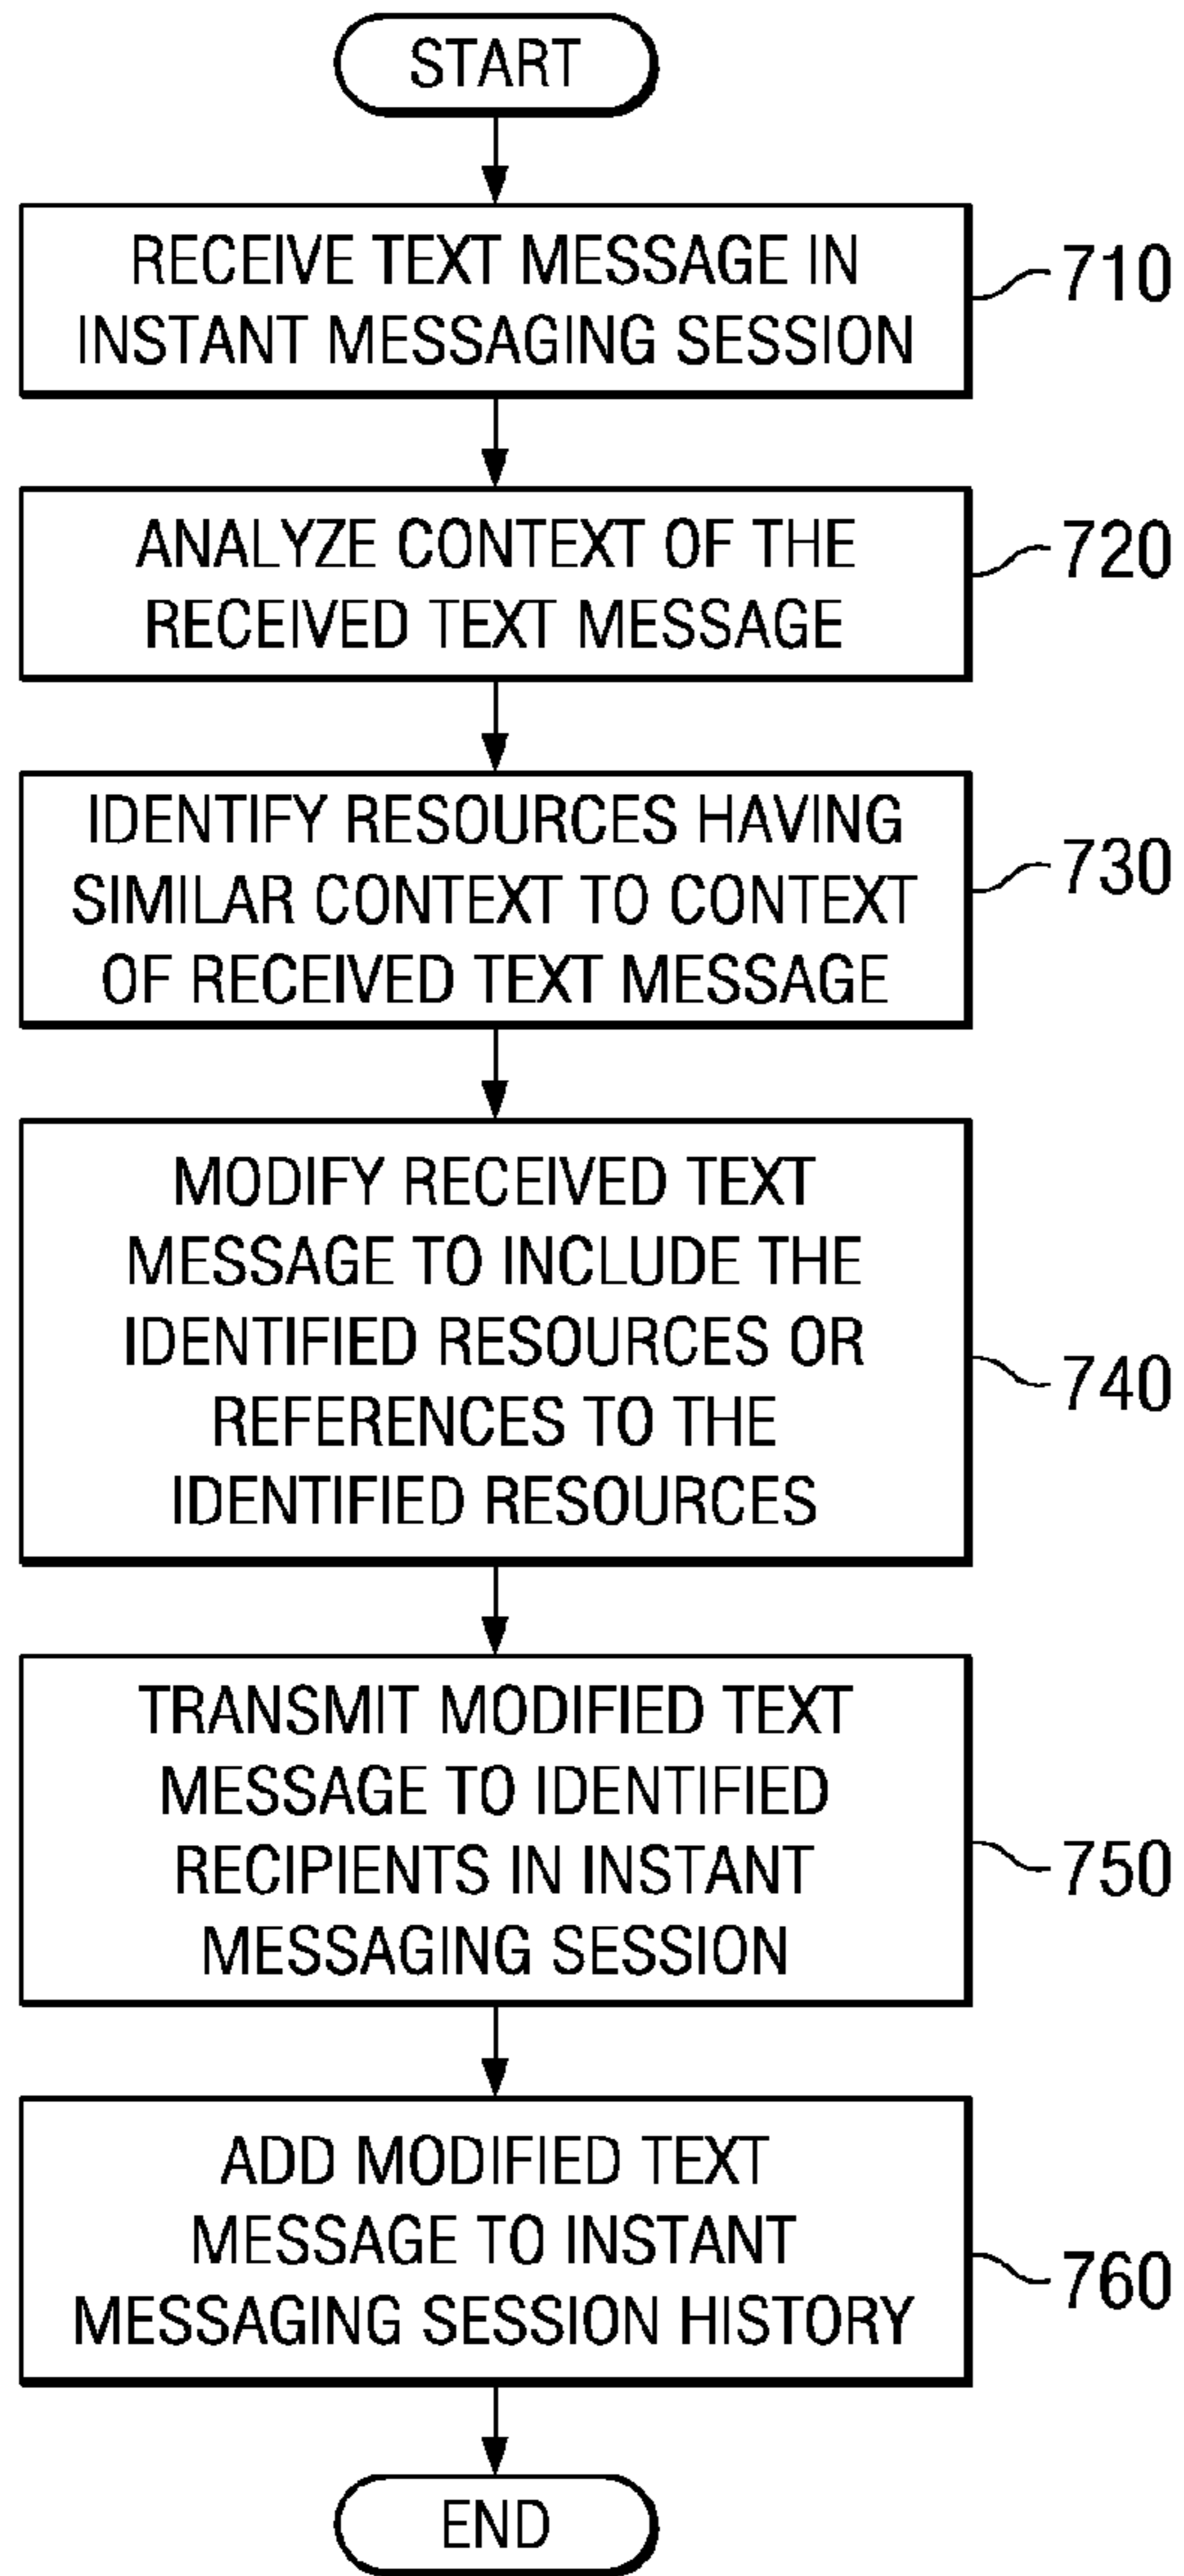 START
RECEIVE TEXT MESSAGE IN
INSTANT MESSAGING SESSION
710
ANALYZE CONTEXT OF THE
RECEIVED TEXT MESSAGE
720
IDENTIFY RESOURCES HAVING
SIMILAR CONTEXT TO CONTEXT
OF RECEIVED TEXT MESSAGE
730
MODIFY RECEIVED TEXT
MESSAGE TO INCLUDE THE
IDENTIFIED RESOURCES OR
REFERENCES TO THE
IDENTIFIED RESOURCES
740
TRANSMIT MODIFIED TEXT
MESSAGE TO IDENTIFIED
RECIPIENTS IN INSTANT
MESSAGING SESSION
750
ADD MODIFIED TEXT
MESSAGE TO INSTANT
MESSAGING SESSION HISTORY
760
END